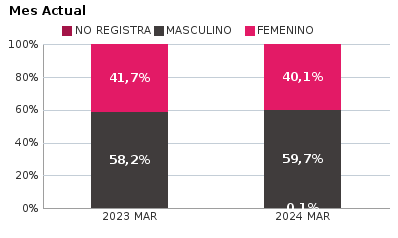 Mes Actual
NO REGISTRA MASCULINO FEMENINO
100%
80%
60%
40%
20%
0%
41,7%
40,1%
58,2%
59,7%
0,1%
2023 MAR
2024 MAR